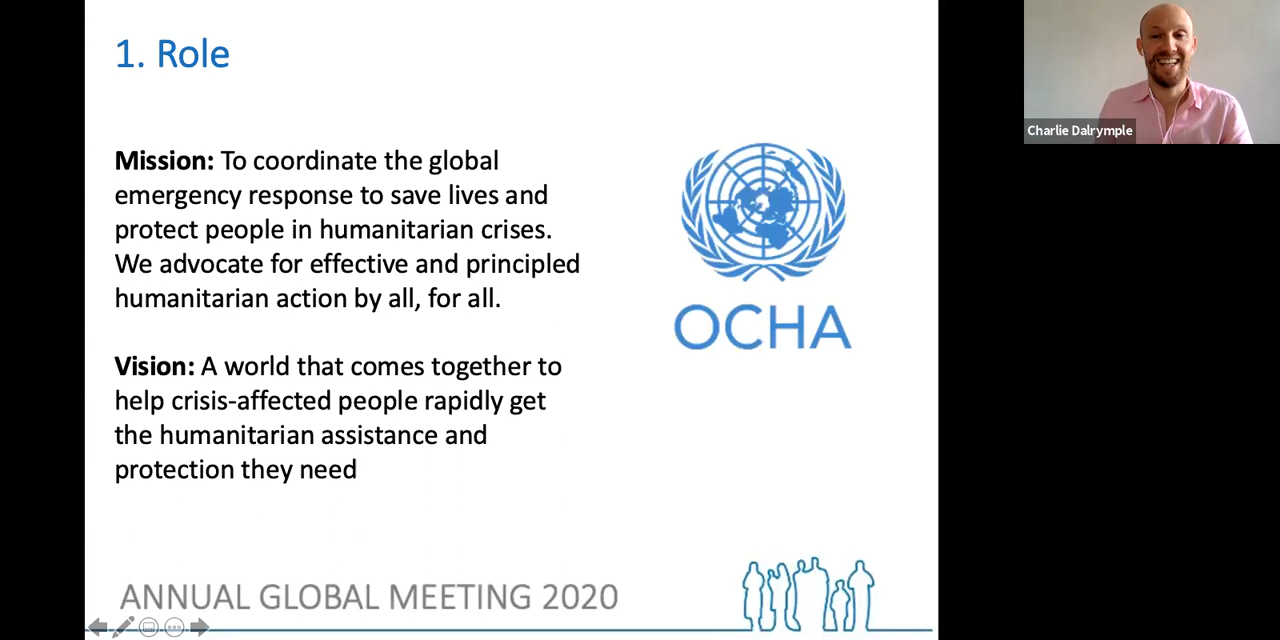 1. Role
Mission: To coordinate the global
emergency response to save lives and
protect people in humanitarian crises.
We advocate for effective and principled
humanitarian action by all, for all.
Vision: A world that comes together to
help crisis-affected people rapidly get
the humanitarian assistance and
protection they need
OCHA
ANNUAL GLOBAL MEETING 2020
Charlie Dalrymple